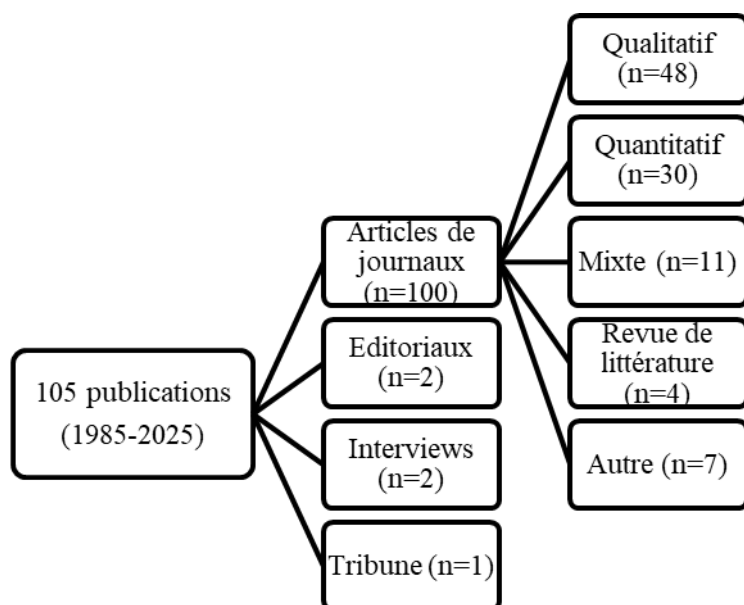 105 publications
(1985-2025)
Articles de
journaux
(n=100)
Editoriaux
(n=2)
Interviews
(n=2)
Tribune (n=1)
Qualitatif
(n=48)
Quantitatif
(n=30)
Mixte (n=11)
Revue de
littérature
(n=4)
Autre (n=7)